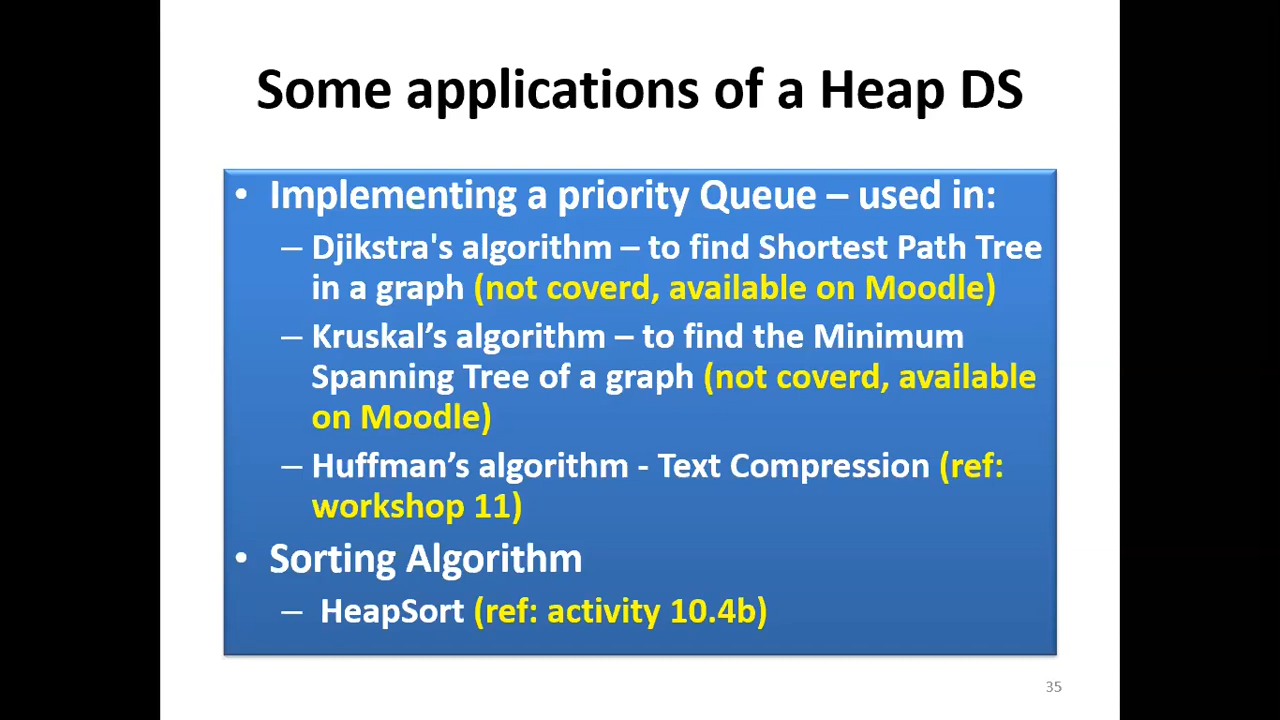 Some applications of a Heap DS
• Implementing a priority Queue – used in:
– Djikstra's algorithm – to find Shortest Path Tree
in a graph (not coverd, available on Moodle)
– Kruskal’s algorithm – to find the Minimum
Spanning Tree of a graph (not coverd, available
on Moodle)
– Huffman’s algorithm - Text Compression (ref:
workshop 11)
• Sorting Algorithm
– HeapSort (ref: activity 10.4b)
35